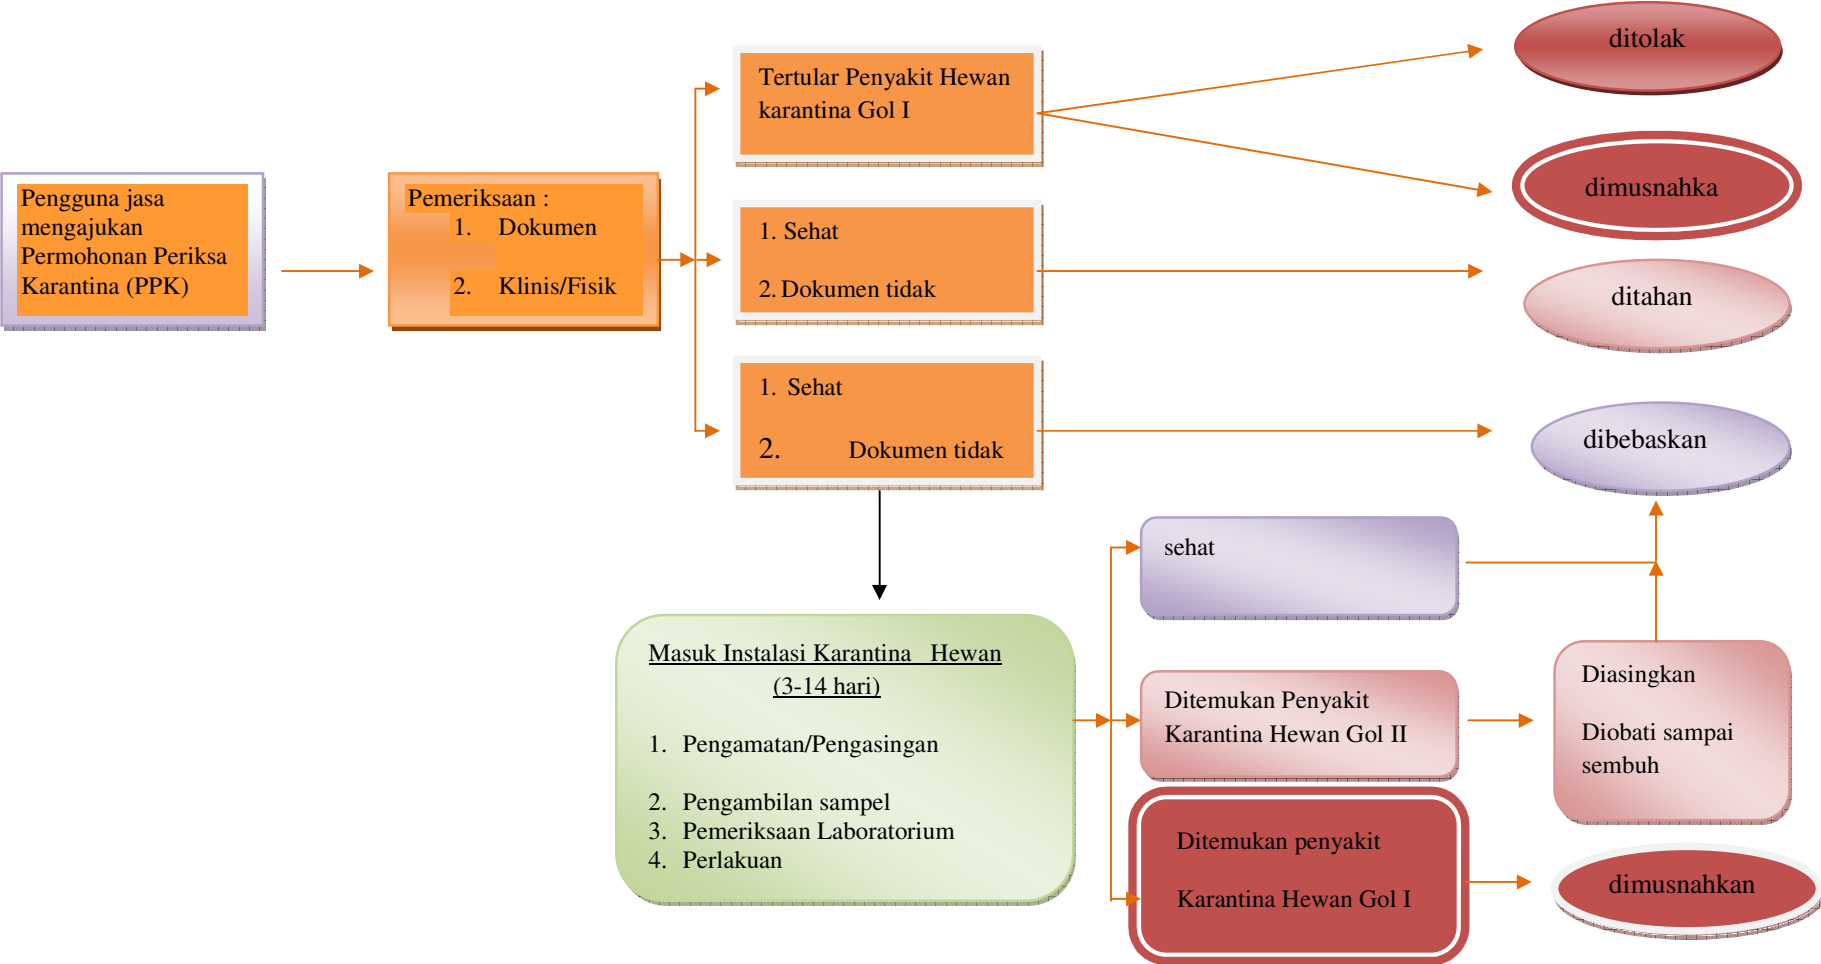 Pengguna jasa
mengajukan
Permohonan Periksa
Karantina (PPK)
Pemeriksaan :
1. Dokumen
2. Klinis/Fisik
Tertular Penyakit Hewan
karantina Gol I
1. Sehat
2. Dokumen tidak
1. Sehat
2. Dokumen tidak
ditolak
dimusnahka
ditahan
dibebaskan
Masuk Instalasi Karantina Hewan
(3-14 hari)
1. Pengamatan/Pengasingan
2. Pengambilan sampel
3. Pemeriksaan Laboratorium
4. Perlakuan
sehat
Ditemukan Penyakit
Karantina Hewan Gol II
Ditemukan penyakit
Karantina Hewan Gol I
Diasingkan
Diobati sampai
sembuh
dimusnahkan